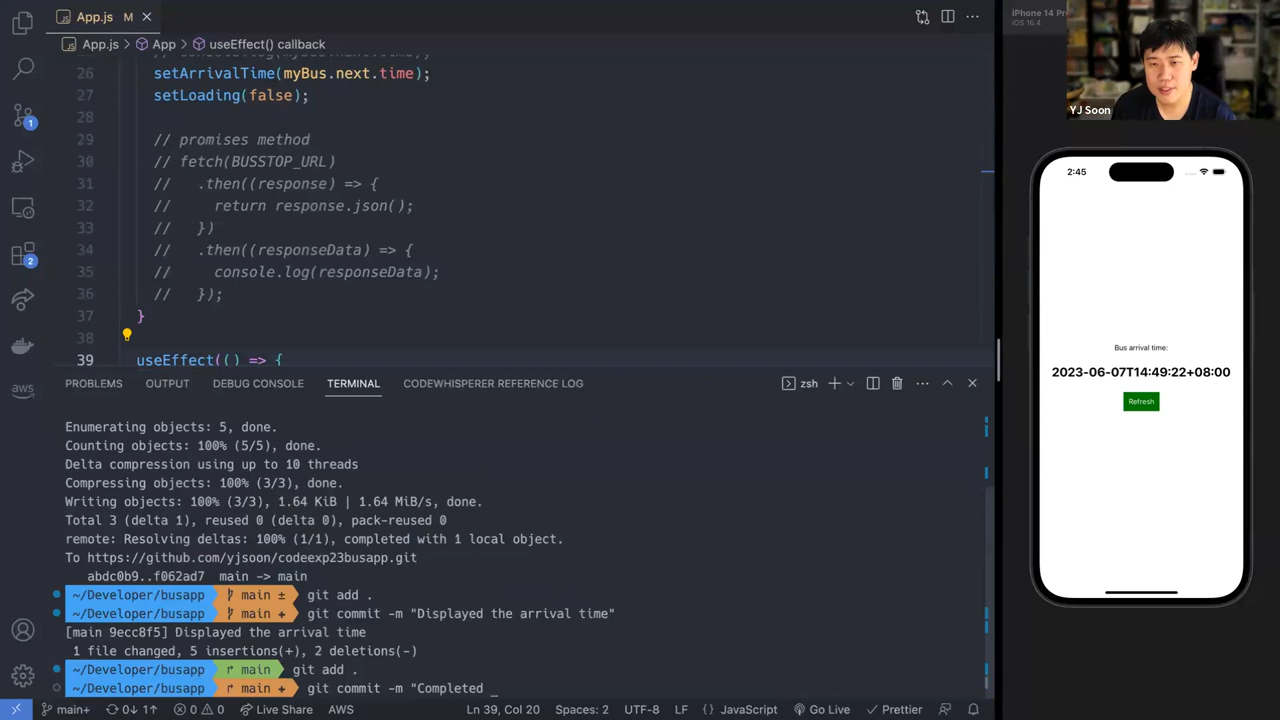 App.js M
App.js > App > useEffect() callback
26 setArrivalTime(myBus.next.time);
27 setLoading(false);
28
29 // promises method
30 // fetch(BUSSTOP_URL)
31 //   .then((response) => {
32 //     return response.json();
33 //   })
34 //   .then((responseData) => {
35 //     console.log(responseData);
36 //   });
37 }
38
39 useEffect(() => {
1
2
aws
PROBLEMS OUTPUT DEBUG CONSOLE TERMINAL CODEWHISPERER REFERENCE LOG
zsh
Enumerating objects: 5, done.
Counting objects: 100% (5/5), done.
Delta compression using up to 10 threads
Compressing objects: 100% (3/3), done.
Writing objects: 100% (3/3), 1.64 KiB | 1.64 MiB/s, done.
Total 3 (delta 1), reused 0 (delta 0), pack-reused 0
remote: Resolving deltas: 100% (1/1), completed with 1 local object.
To https://github.com/yjsoon/codeexp23busapp.git
abdc0b9..f062ad7 main -> main
~/Developer/busapp main ± git add .
~/Developer/busapp main + git commit -m "Displayed the arrival time"
[main 9ecc8f5] Displayed the arrival time
1 file changed, 5 insertions(+), 2 deletions(-)
~/Developer/busapp main git add .
~/Developer/busapp main + git commit -m "Completed _
main+ 0↓ 1↑ 0 0 Live Share AWS Ln 39, Col 20 Spaces: 2 UTF-8 LF {} JavaScript Go Live Prettier
iPhone 14 Pro
iOS 16.4
YJ Soon
2:45
Bus arrival time:
2023-06-07T14:49:22+08:00
Refresh